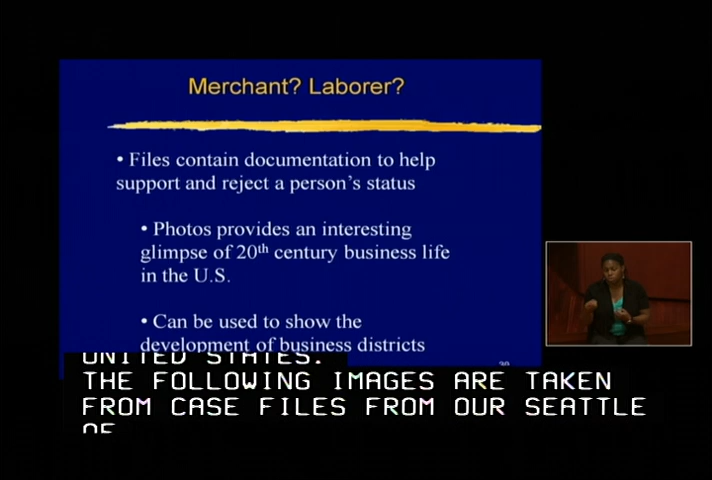 Merchant? Laborer?
• Files contain documentation to help
support and reject a person's status
• Photos provides an interesting
glimpse of 20th century business life
in the U.S.
• Can be used to show the
development of business districts
UNITED STATES.
THE FOLLOWING IMAGES ARE TAKEN
FROM CASE FILES FROM OUR SEATTLE